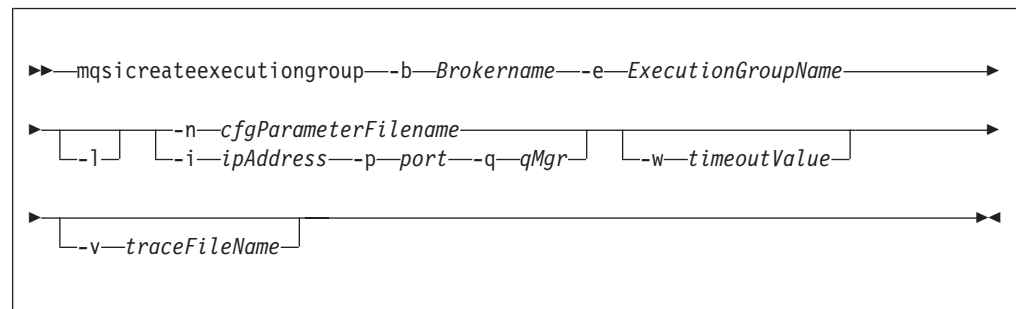 mqsicreateexecutiongroup -b Brokername -e ExecutionGroupName
-n cfgParameterFilename
-l -i ipAddress -p port -q qMgr -w timeoutValue
-v traceFileName